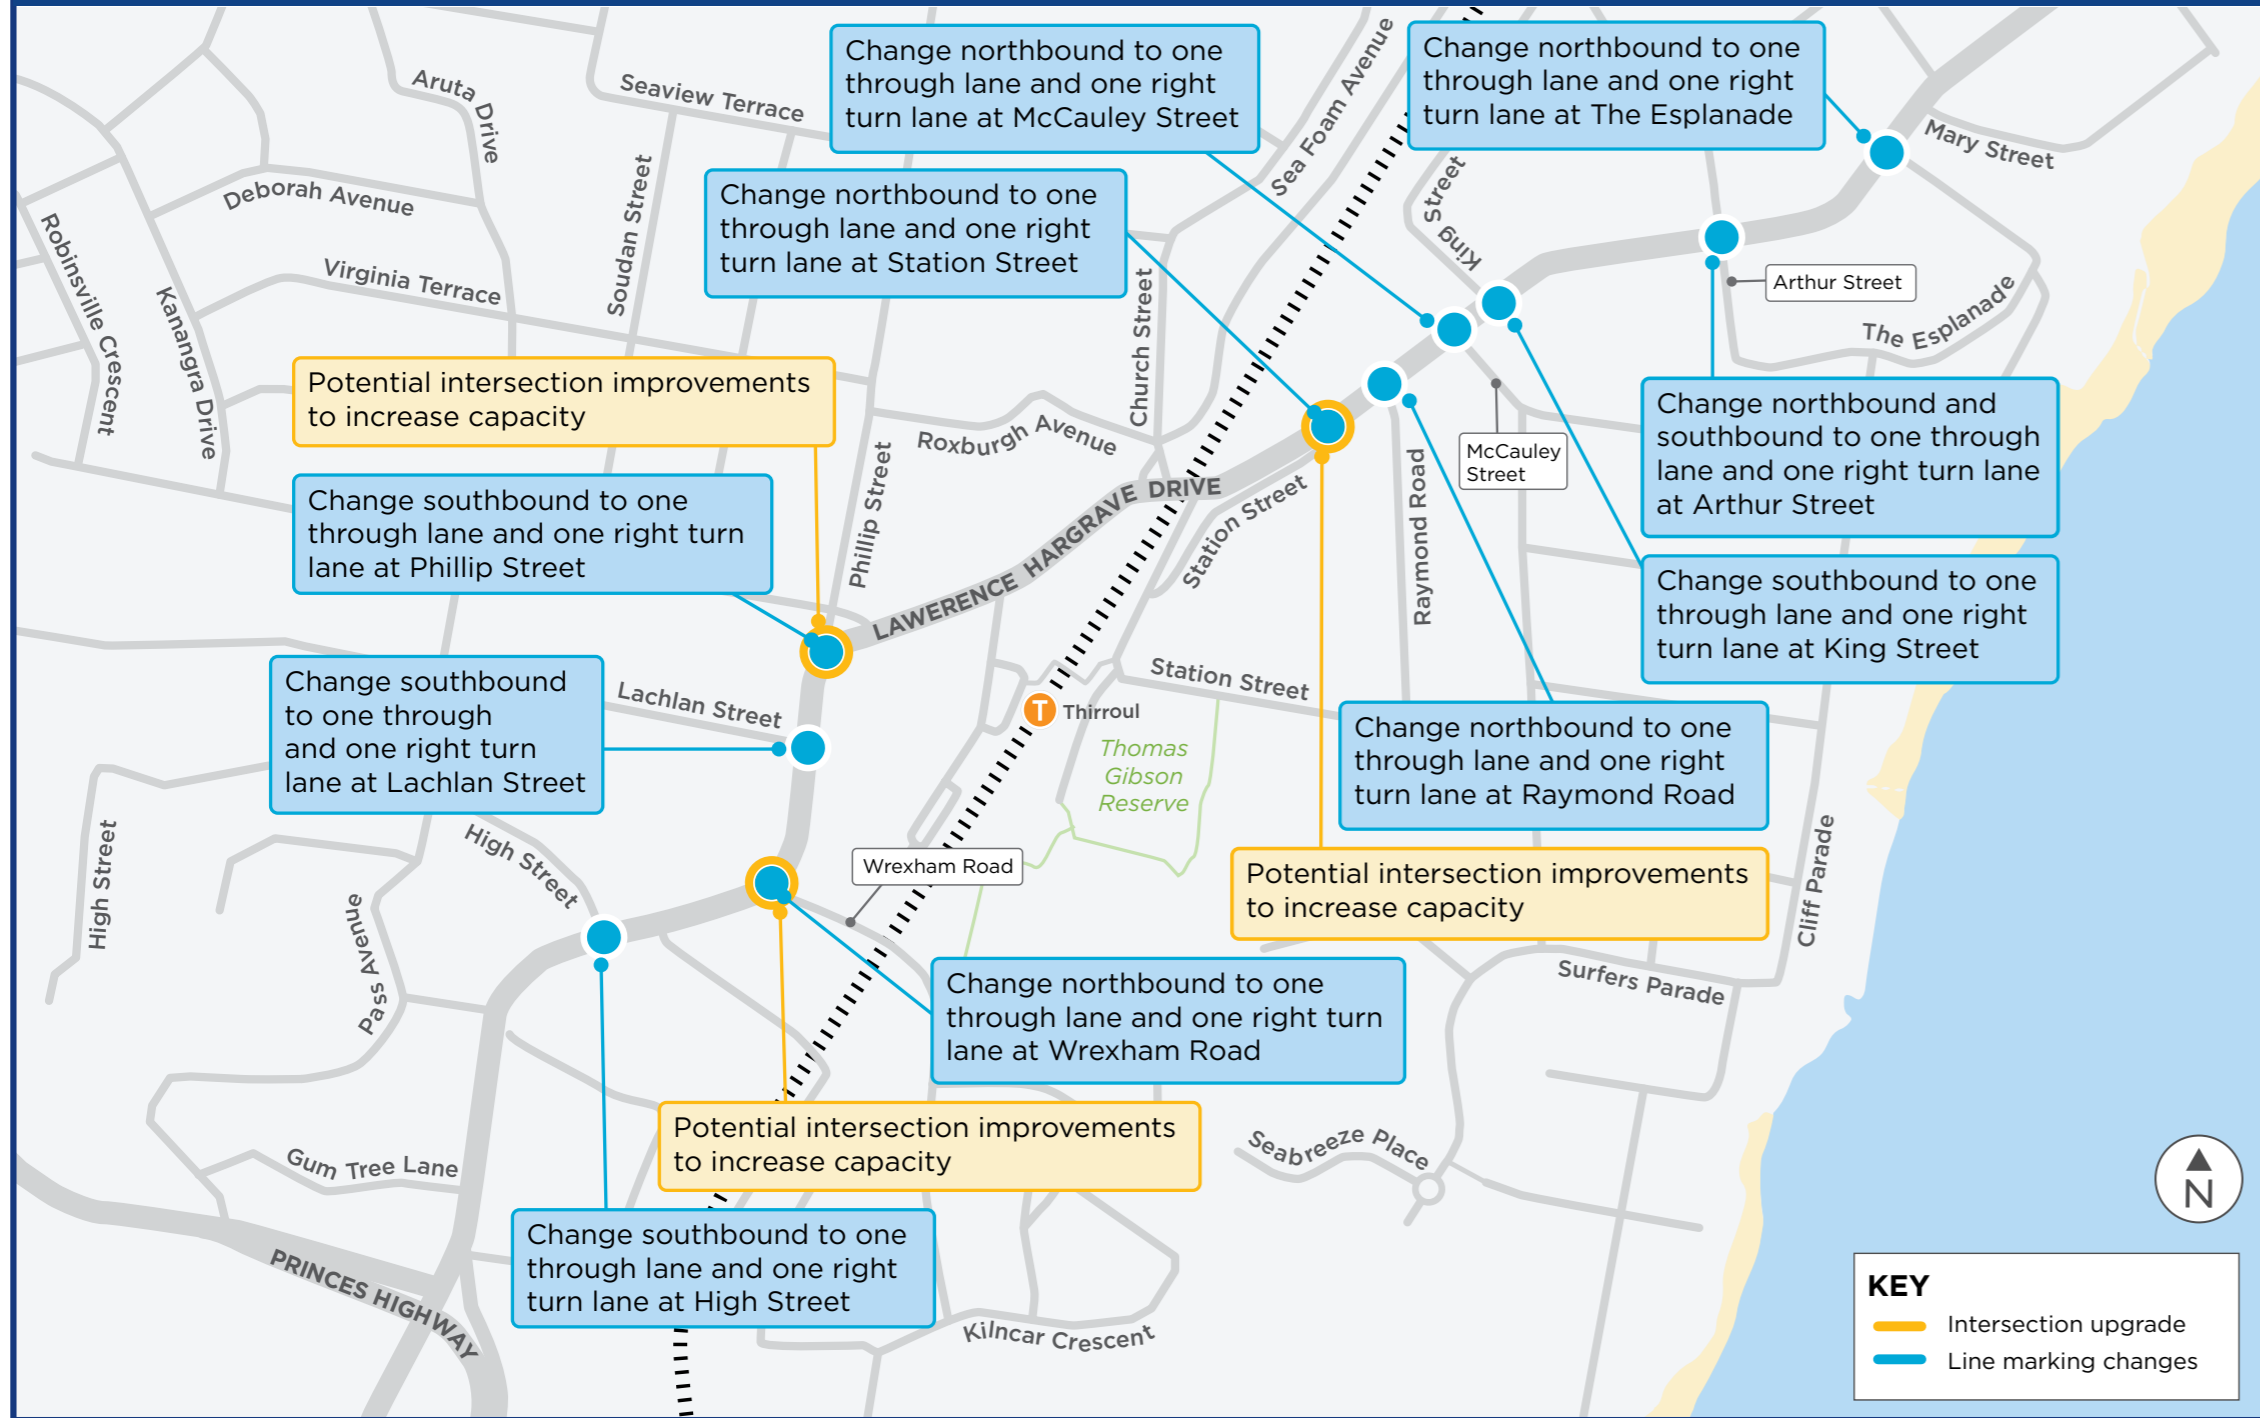 Change northbound to one
through lane and one right
turn lane at McCauley Street
Change northbound to one
through lane and one right
turn lane at The Esplanade
Change northbound to one
through lane and one right
turn lane at Station Street
Potential intersection improvements
to increase capacity
Change southbound to one
through lane and one right turn
lane at Phillip Street
Change southbound
to one through
and one right turn
lane at Lachlan Street
Change northbound and
southbound to one through
lane and one right turn lane
at Arthur Street
Change southbound to one
through lane and one right
turn lane at King Street
Change northbound to one
through lane and one right
turn lane at Raymond Road
Potential intersection improvements
to increase capacity
Change northbound to one
through lane and one right turn
lane at Wrexham Road
Potential intersection improvements
to increase capacity
Change southbound to one
through lane and one right
turn lane at High Street
Aruta Drive
Seaview Terrace
Sea Foam Avenue
Mary Street
Deborah Avenue
Soudan Street
King Street
Robinsville Crescent
Kanangra Drive
Virginia Terrace
Church Street
Arthur Street
The Esplanade
Roxburgh Avenue
Phillip Street
LAWERENCE HARGRAVE DRIVE
Station Street
Raymond Road
McCauley
Street
Lachlan Street
Station Street
T
Thirroul
Thomas
Gibson
Reserve
High Street
High Street
Pass Avenue
Wrexham Road
Cliff Parade
Surfers Parade
Gum Tree Lane
Seabreeze Place
PRINCES HIGHWAY
Kilncar Crescent
N
KEY
Intersection upgrade
Line marking changes